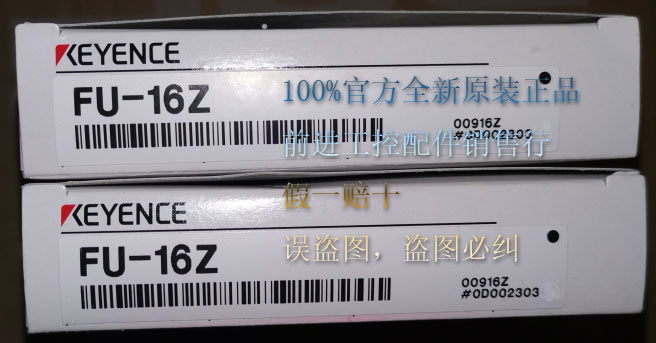 KEYENCE
FU-16Z
100%官方全新原装正品
00916Z
#0D002303
前进工控配件销售行
假一赔十
KEYENCE
FU-16Z
误盗图，盗图必纠
00916Z
#0D002303